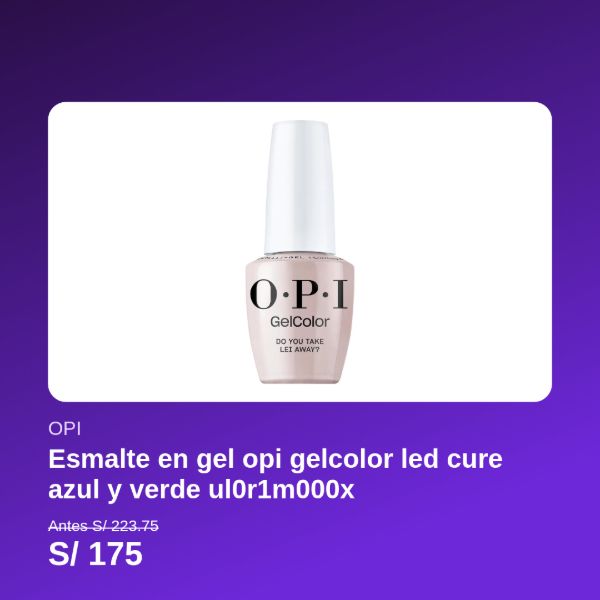 O·P·I
GelColor
DO YOU TAKE
LEI AWAY?
OPI
Esmalte en gel opi gelcolor led cure
azul y verde ul0r1m000x
Antes S/ 223.75
S/ 175